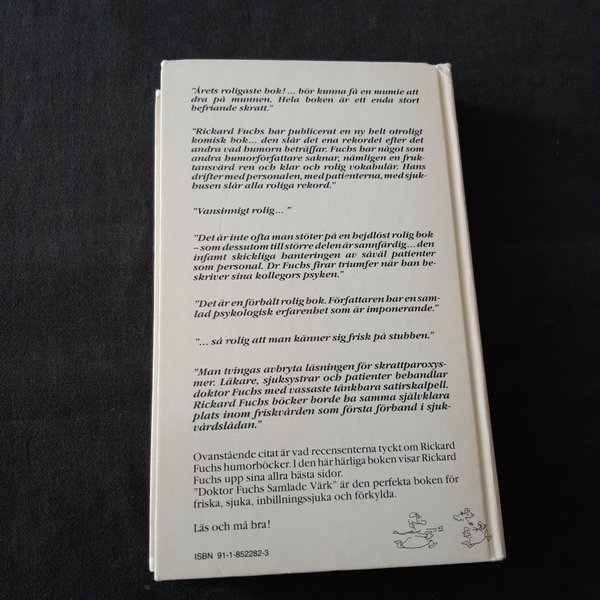 "Årets roligaste bok! ... bör kunna få en mumie att
dra på munnen. Hela boken är ett enda stort
befriande skratt."
"Rickard Fuchs har publicerat en ny helt otroligt
komisk bok... den slår det ena rekordet efter det
andra vad humorn beträffar. Fuchs har något som
andra humorförfattare saknar, nämligen en fruk-
tansvärd ren och klar och rolig vokabulär. Hans
drifter med personalen, med patienterna, med sjuk-
husen slår alla roliga rekord."
"Vansinnigt rolig... "
"Det är inte ofta man stöter på en hejdlöst rolig bok
– som dessutom till större delen är sannfärdig... den
infamt skickliga hanteringen av såväl patienter
som personal. Dr Fuchs firar triumfer när han be-
skriver sina kollegors psyken."
"Det är en förbålt rolig bok. Författaren har en sam-
lad psykologisk erfarenhet som är imponerande."
"... så rolig att man känner sig frisk på stubben."
"Man tvingas avbryta läsningen för skrattparoxys-
mer. Läkare, sjuksystrar och patienter behandlar
doktor Fuchs med vassaste tänkbara satirskalpell.
Rickard Fuchs böcker borde ha samma självklara
plats inom friskvården som första förband i sjuk-
vårdslådan."
Ovanstående citat är vad recensenterna tyckt om Rickard
Fuchs humorböcker. I den här härliga boken visar Rickard
Fuchs upp sina allra bästa sidor.
"Doktor Fuchs Samlade Värk" är den perfekta boken för
friska, sjuka, inbillningssjuka och förkylda.
Läs och må bra!
ISBN 91-1-852282-3